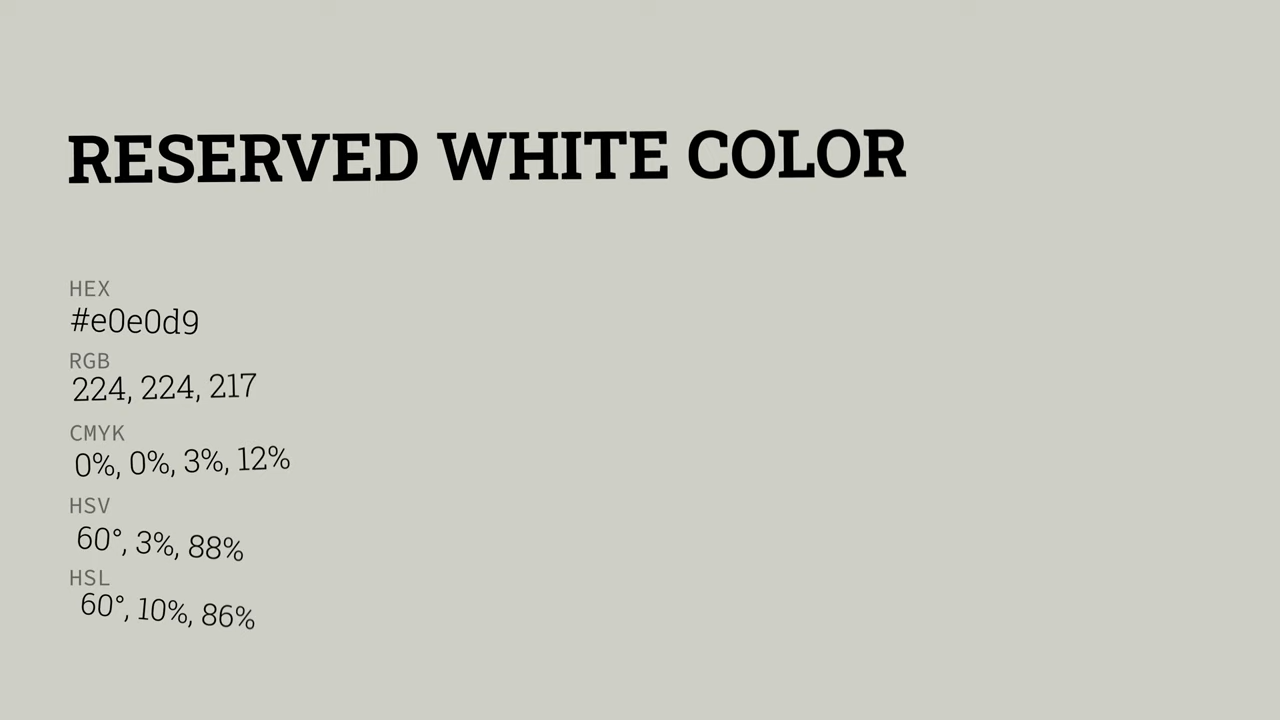 RESERVED WHITE COLOR
HEX
#e0e0d9
RGB
224, 224, 217
CMYK
0%, 0%, 3%, 12%
HSV
60°, 3%, 88%
HSL
60°, 10%, 86%